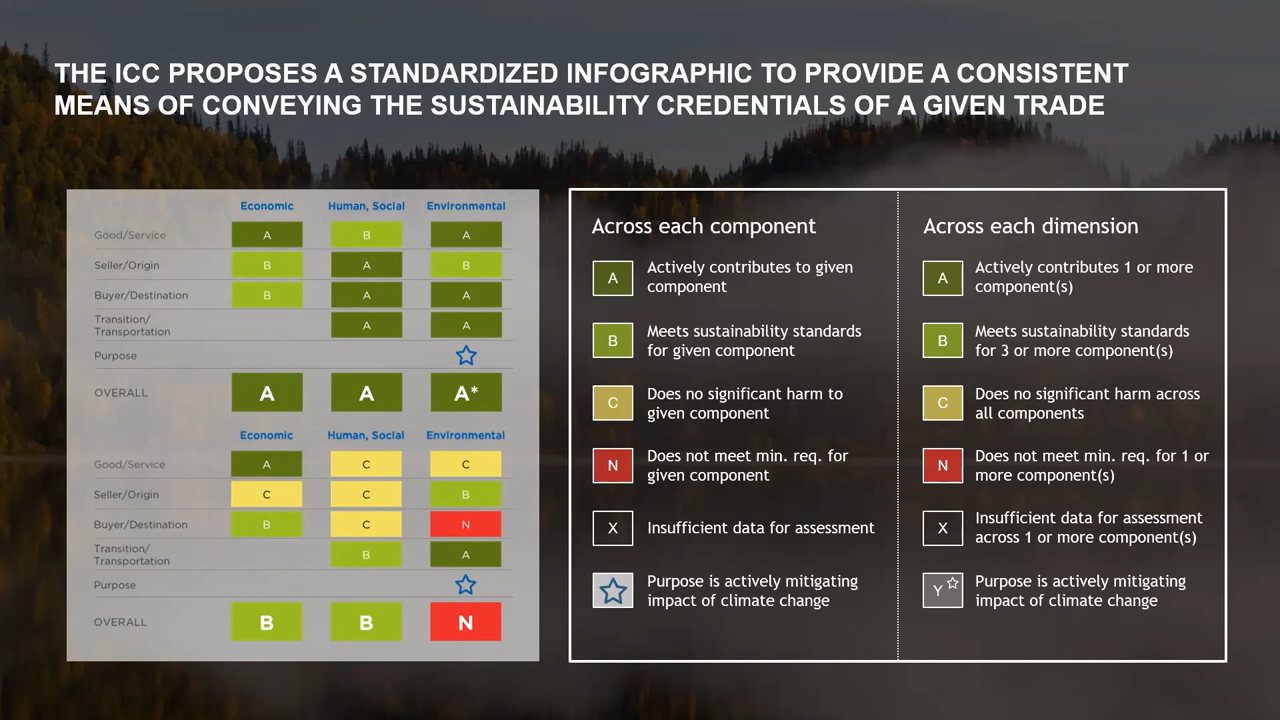 THE ICC PROPOSES A STANDARDIZED INFOGRAPHIC TO PROVIDE A CONSISTENT
MEANS OF CONVEYING THE SUSTAINABILITY CREDENTIALS OF A GIVEN TRADE
Economic Human, Social Environmental
Good/Service A B A
Seller/Origin B A B
Buyer/Destination B A A
Transition/
Transportation A A
Purpose
OVERALL A A A*
Economic Human, Social Environmental
Good/Service A C C
Seller/Origin C C B
Buyer/Destination B C N
Transition/
Transportation B A
Purpose
OVERALL B B N
Across each component
A Actively contributes to given
component
B Meets sustainability standards
for given component
C Does no significant harm to
given component
N Does not meet min. req. for
given component
X Insufficient data for assessment
Purpose is actively mitigating
impact of climate change
Across each dimension
A Actively contributes 1 or more
component(s)
B Meets sustainability standards
for 3 or more component(s)
C Does no significant harm across
all components
N Does not meet min. req. for 1 or
more component(s)
X Insufficient data for assessment
across 1 or more component(s)
Y Purpose is actively mitigating
impact of climate change